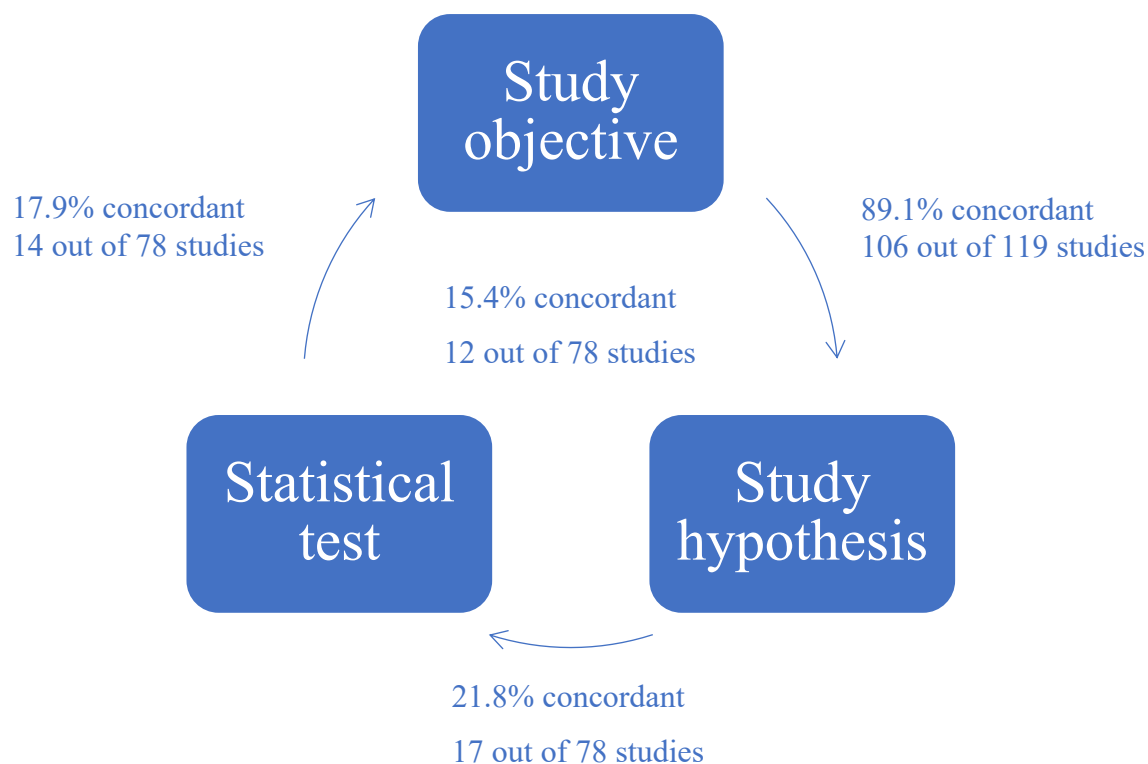 Study
objective
17.9% concordant
14 out of 78 studies
89.1% concordant
106 out of 119 studies
15.4% concordant
12 out of 78 studies
Statistical
test
Study
hypothesis
21.8% concordant
17 out of 78 studies